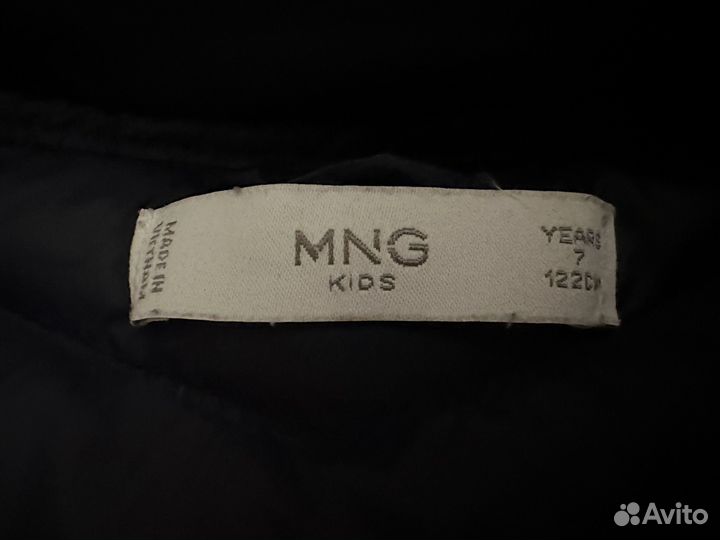 MADE IN
VIETNAM
MNG
KIDS
YEARS
7
122CM
Avito